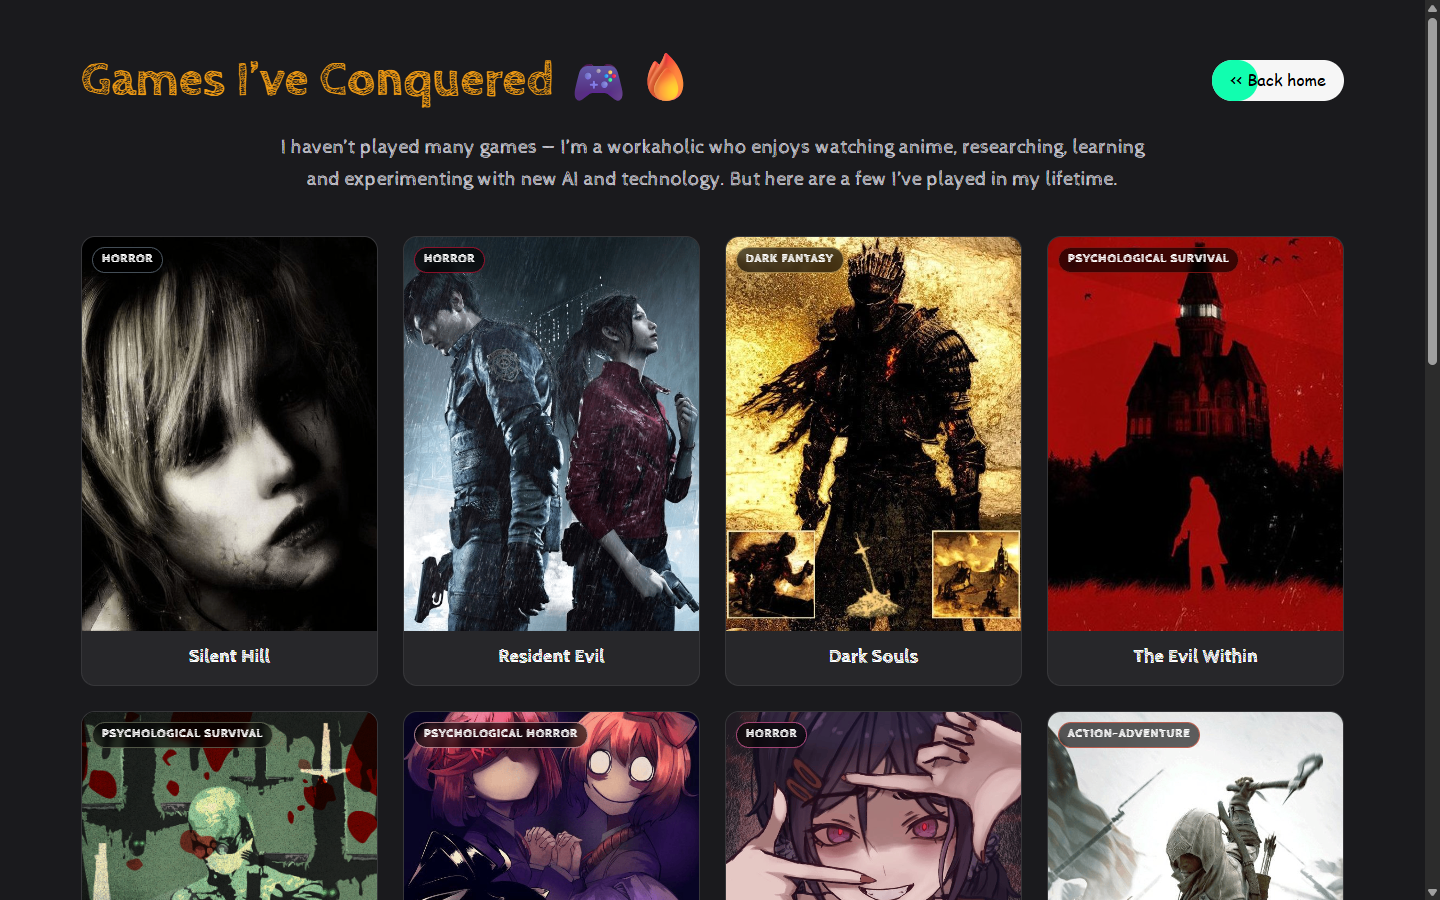 Games I've Conquered 🎮 🔥
<< Back home
I haven't played many games — I'm a workaholic who enjoys watching anime, researching, learning
and experimenting with new AI and technology. But here are a few I've played in my lifetime.
HORROR
HORROR
DARK FANTASY
PSYCHOLOGICAL SURVIVAL
Silent Hill
Resident Evil
Dark Souls
The Evil Within
PSYCHOLOGICAL SURVIVAL
PSYCHOLOGICAL HORROR
HORROR
ACTION-ADVENTURE